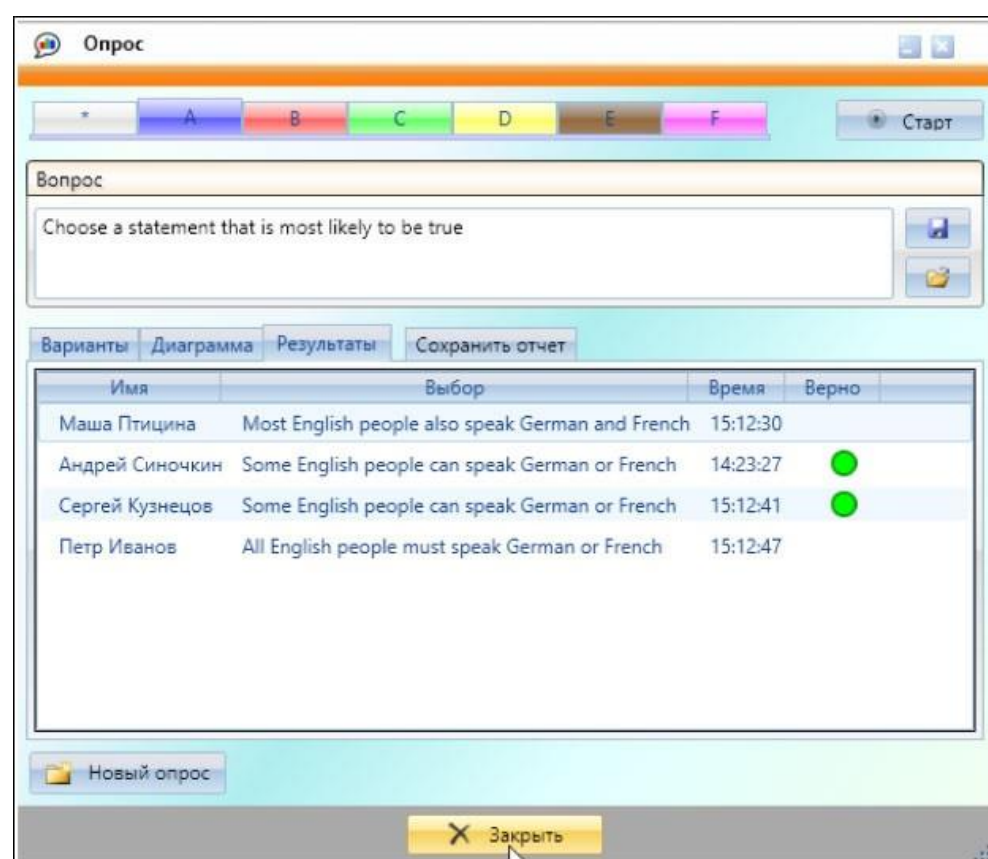 Опрос
* A B C D E F Старт
Вопрос
Choose a statement that is most likely to be true
Варианты Диаграмма Результаты Сохранить отчет
Имя Выбор Время Верно
Маша Птицина Most English people also speak German and French 15:12:30
Андрей Синочкин Some English people can speak German or French 14:23:27
Сергей Кузнецов Some English people can speak German or French 15:12:41
Петр Иванов All English people must speak German or French 15:12:47
Новый опрос
Закрыть